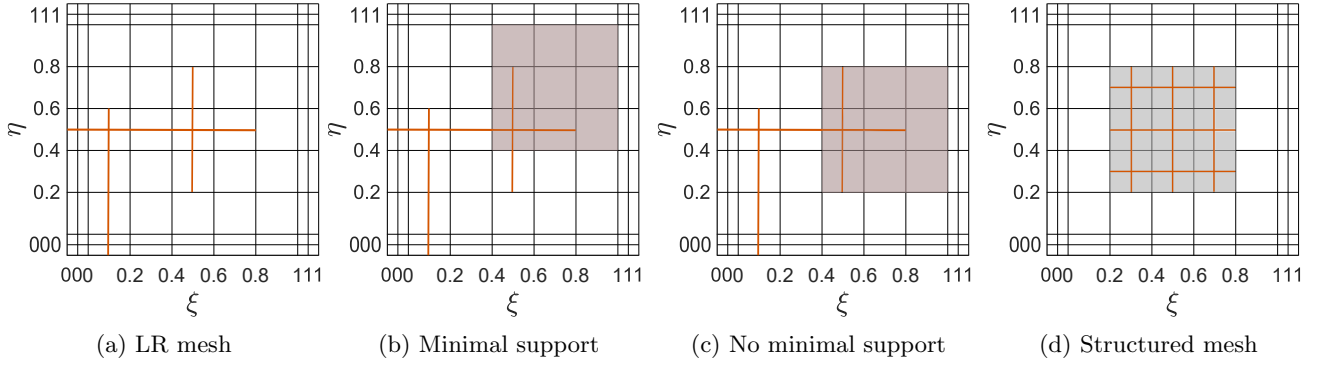 111 111 111 111
0.8 0.8 0.8 0.8
0.6 0.6 0.6 0.6
η η η η
0.4 0.4 0.4 0.4
0.2 0.2 0.2 0.2
000 000 000 000
000 0.2 0.4 0.6 0.8 111 000 0.2 0.4 0.6 0.8 111 000 0.2 0.4 0.6 0.8 111 000 0.2 0.4 0.6 0.8 111
ξ ξ ξ ξ
(a) LR mesh (b) Minimal support (c) No minimal support (d) Structured mesh